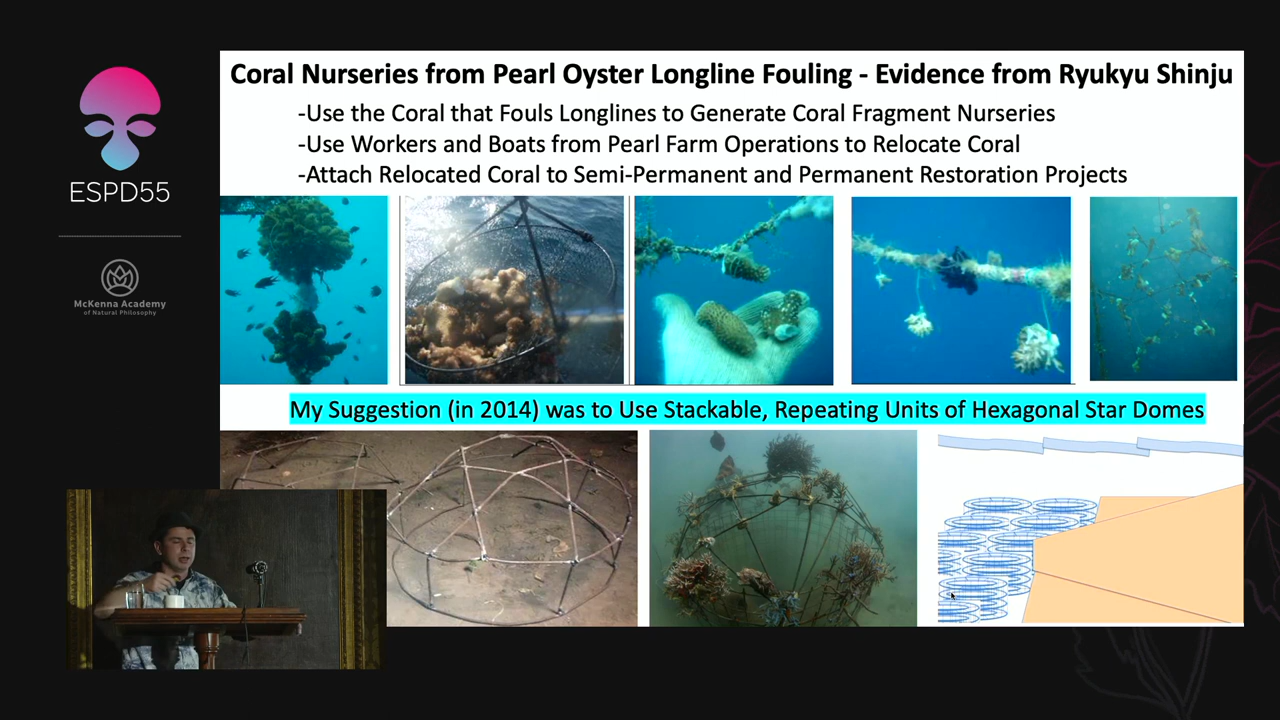 Coral Nurseries from Pearl Oyster Longline Fouling - Evidence from Ryukyu Shinju
-Use the Coral that Fouls Longlines to Generate Coral Fragment Nurseries
-Use Workers and Boats from Pearl Farm Operations to Relocate Coral
-Attach Relocated Coral to Semi-Permanent and Permanent Restoration Projects
ESPD55
McKenna Academy
of Natural Philosophy
My Suggestion (in 2014) was to Use Stackable, Repeating Units of Hexagonal Star Domes